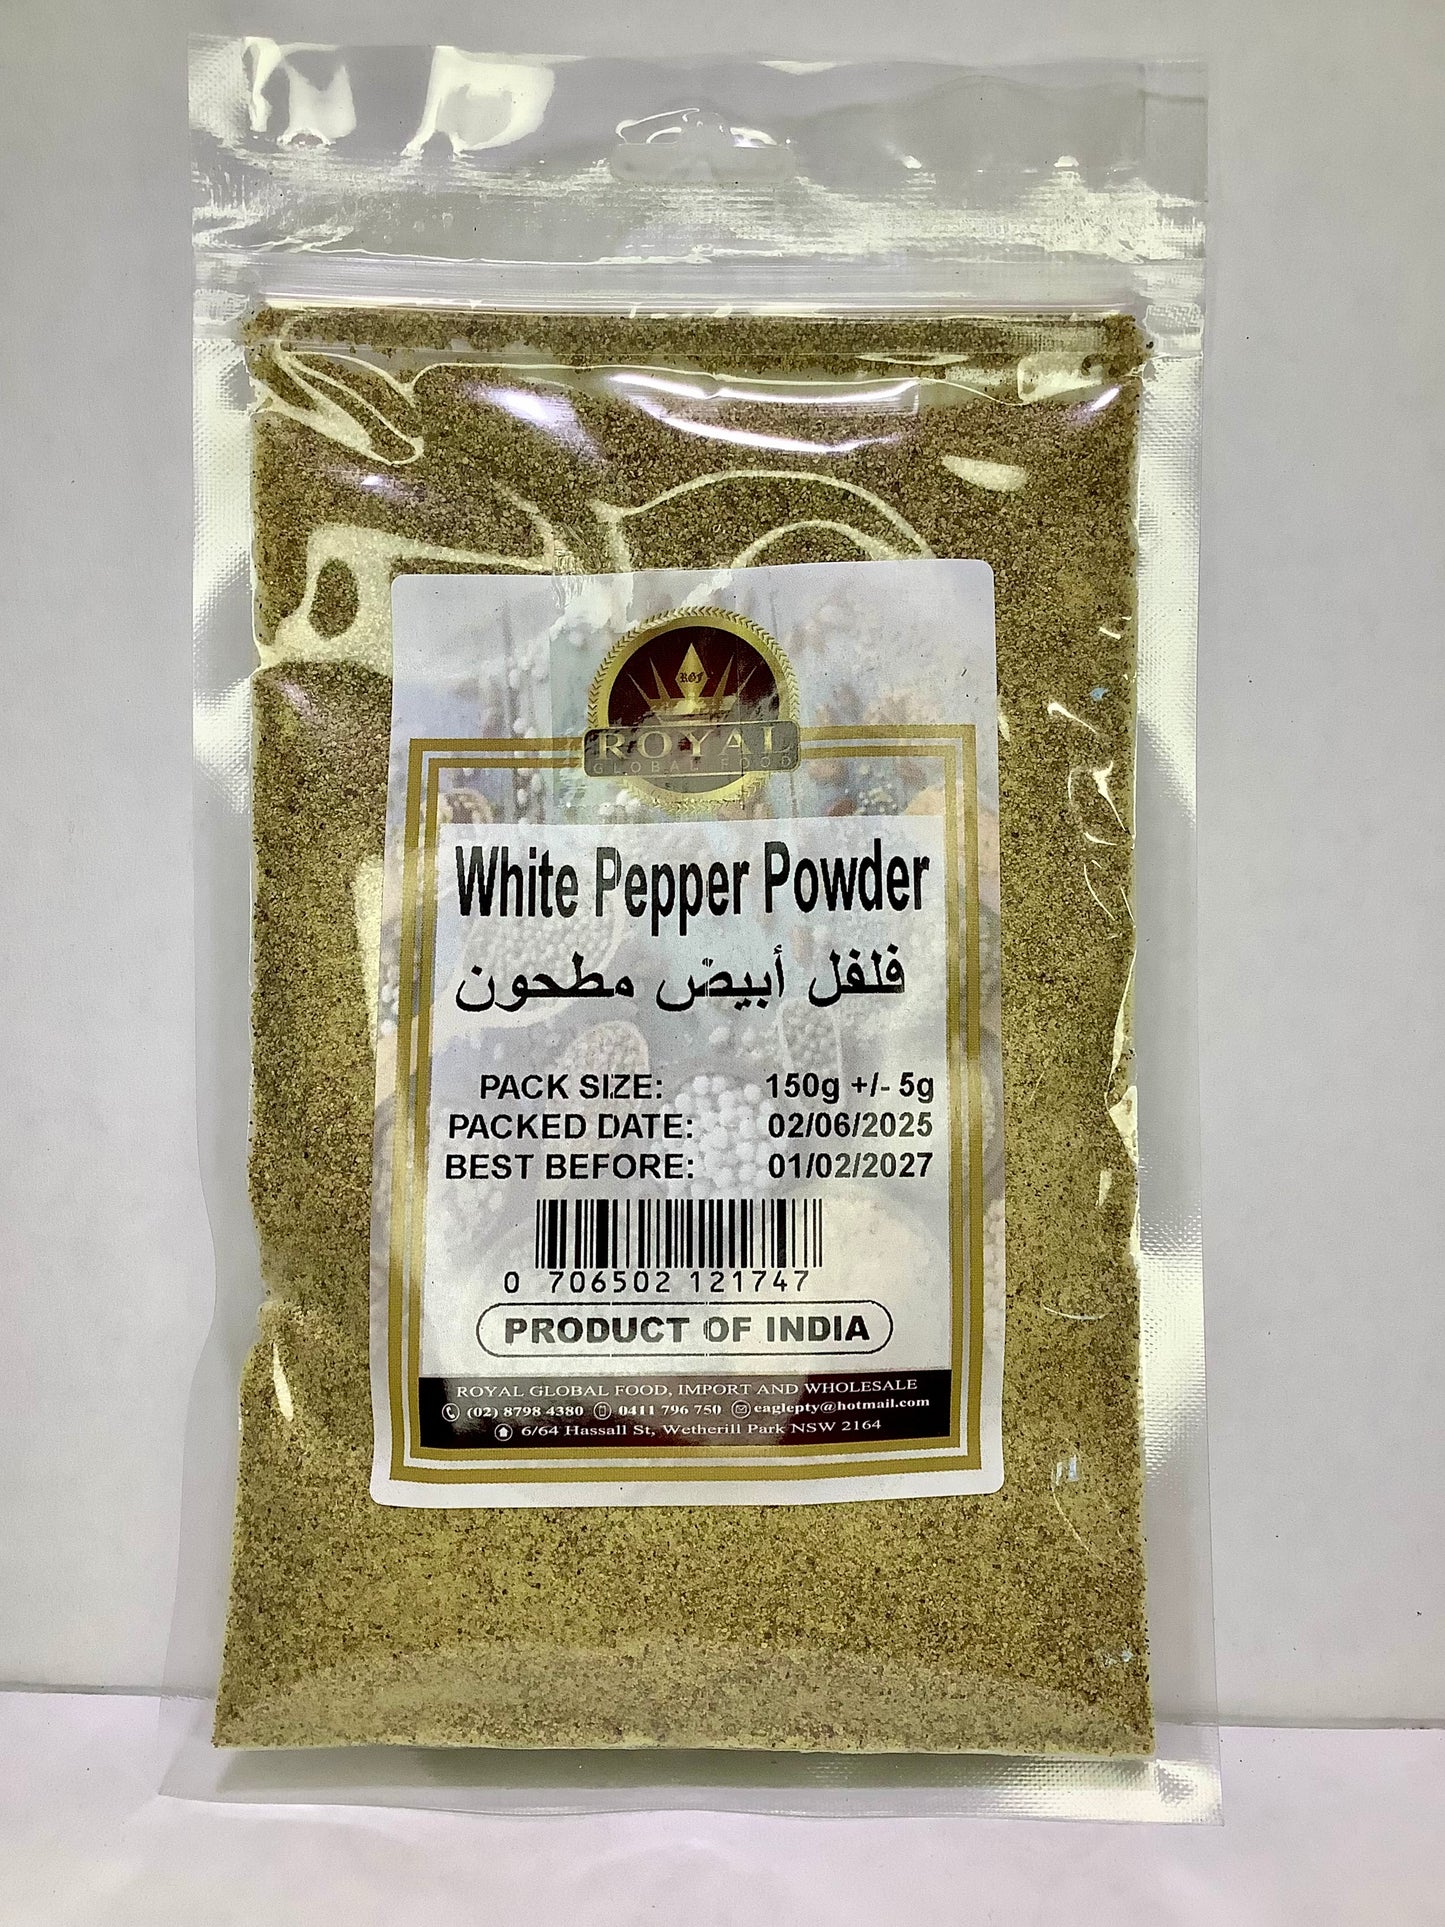 RGF
ROYAL
GLOBAL FOOD
White Pepper Powder
فلفل أبيض مطحون
PACK SIZE: 150g +/- 5g
PACKED DATE: 02/06/2025
BEST BEFORE: 01/02/2027
0 706502 121747
PRODUCT OF INDIA
ROYAL GLOBAL FOOD, IMPORT AND WHOLESALE
(02) 8798 4380 0411 796 750 eaglepty@hotmail.com
6/64 Hassall St, Wetherill Park NSW 2164